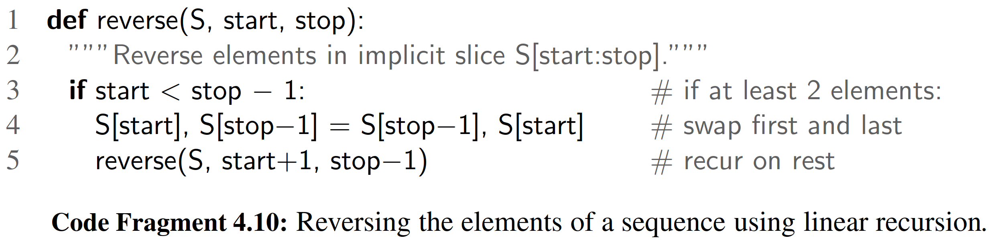 1 def reverse(S, start, stop):
2 """Reverse elements in implicit slice S[start:stop]."""
3 if start < stop − 1: # if at least 2 elements:
4 S[start], S[stop−1] = S[stop−1], S[start] # swap first and last
5 reverse(S, start+1, stop−1) # recur on rest
Code Fragment 4.10: Reversing the elements of a sequence using linear recursion.